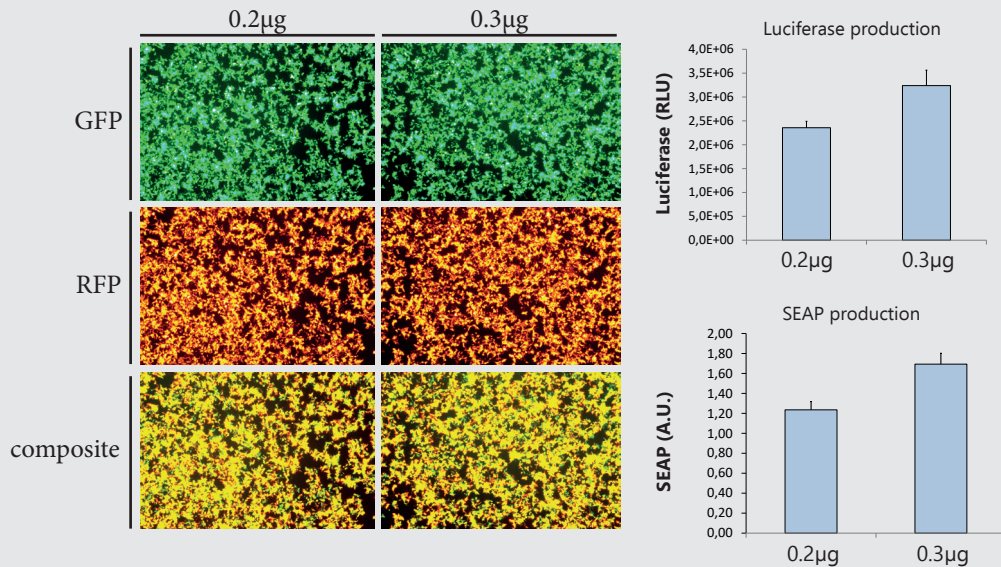 0.2µg
0.3µg
GFP
RFP
composite
Luciferase production
Luciferase (RLU)
4,0E+06
3,5E+06
3,0E+06
2,5E+06
2,0E+06
1,5E+06
1,0E+06
5,0E+05
0,0E+00
0.2µg
0.3µg
SEAP production
SEAP (A.U.)
2,00
1,80
1,60
1,40
1,20
1,00
0,80
0,60
0,40
0,20
0,00
0.2µg
0.3µg